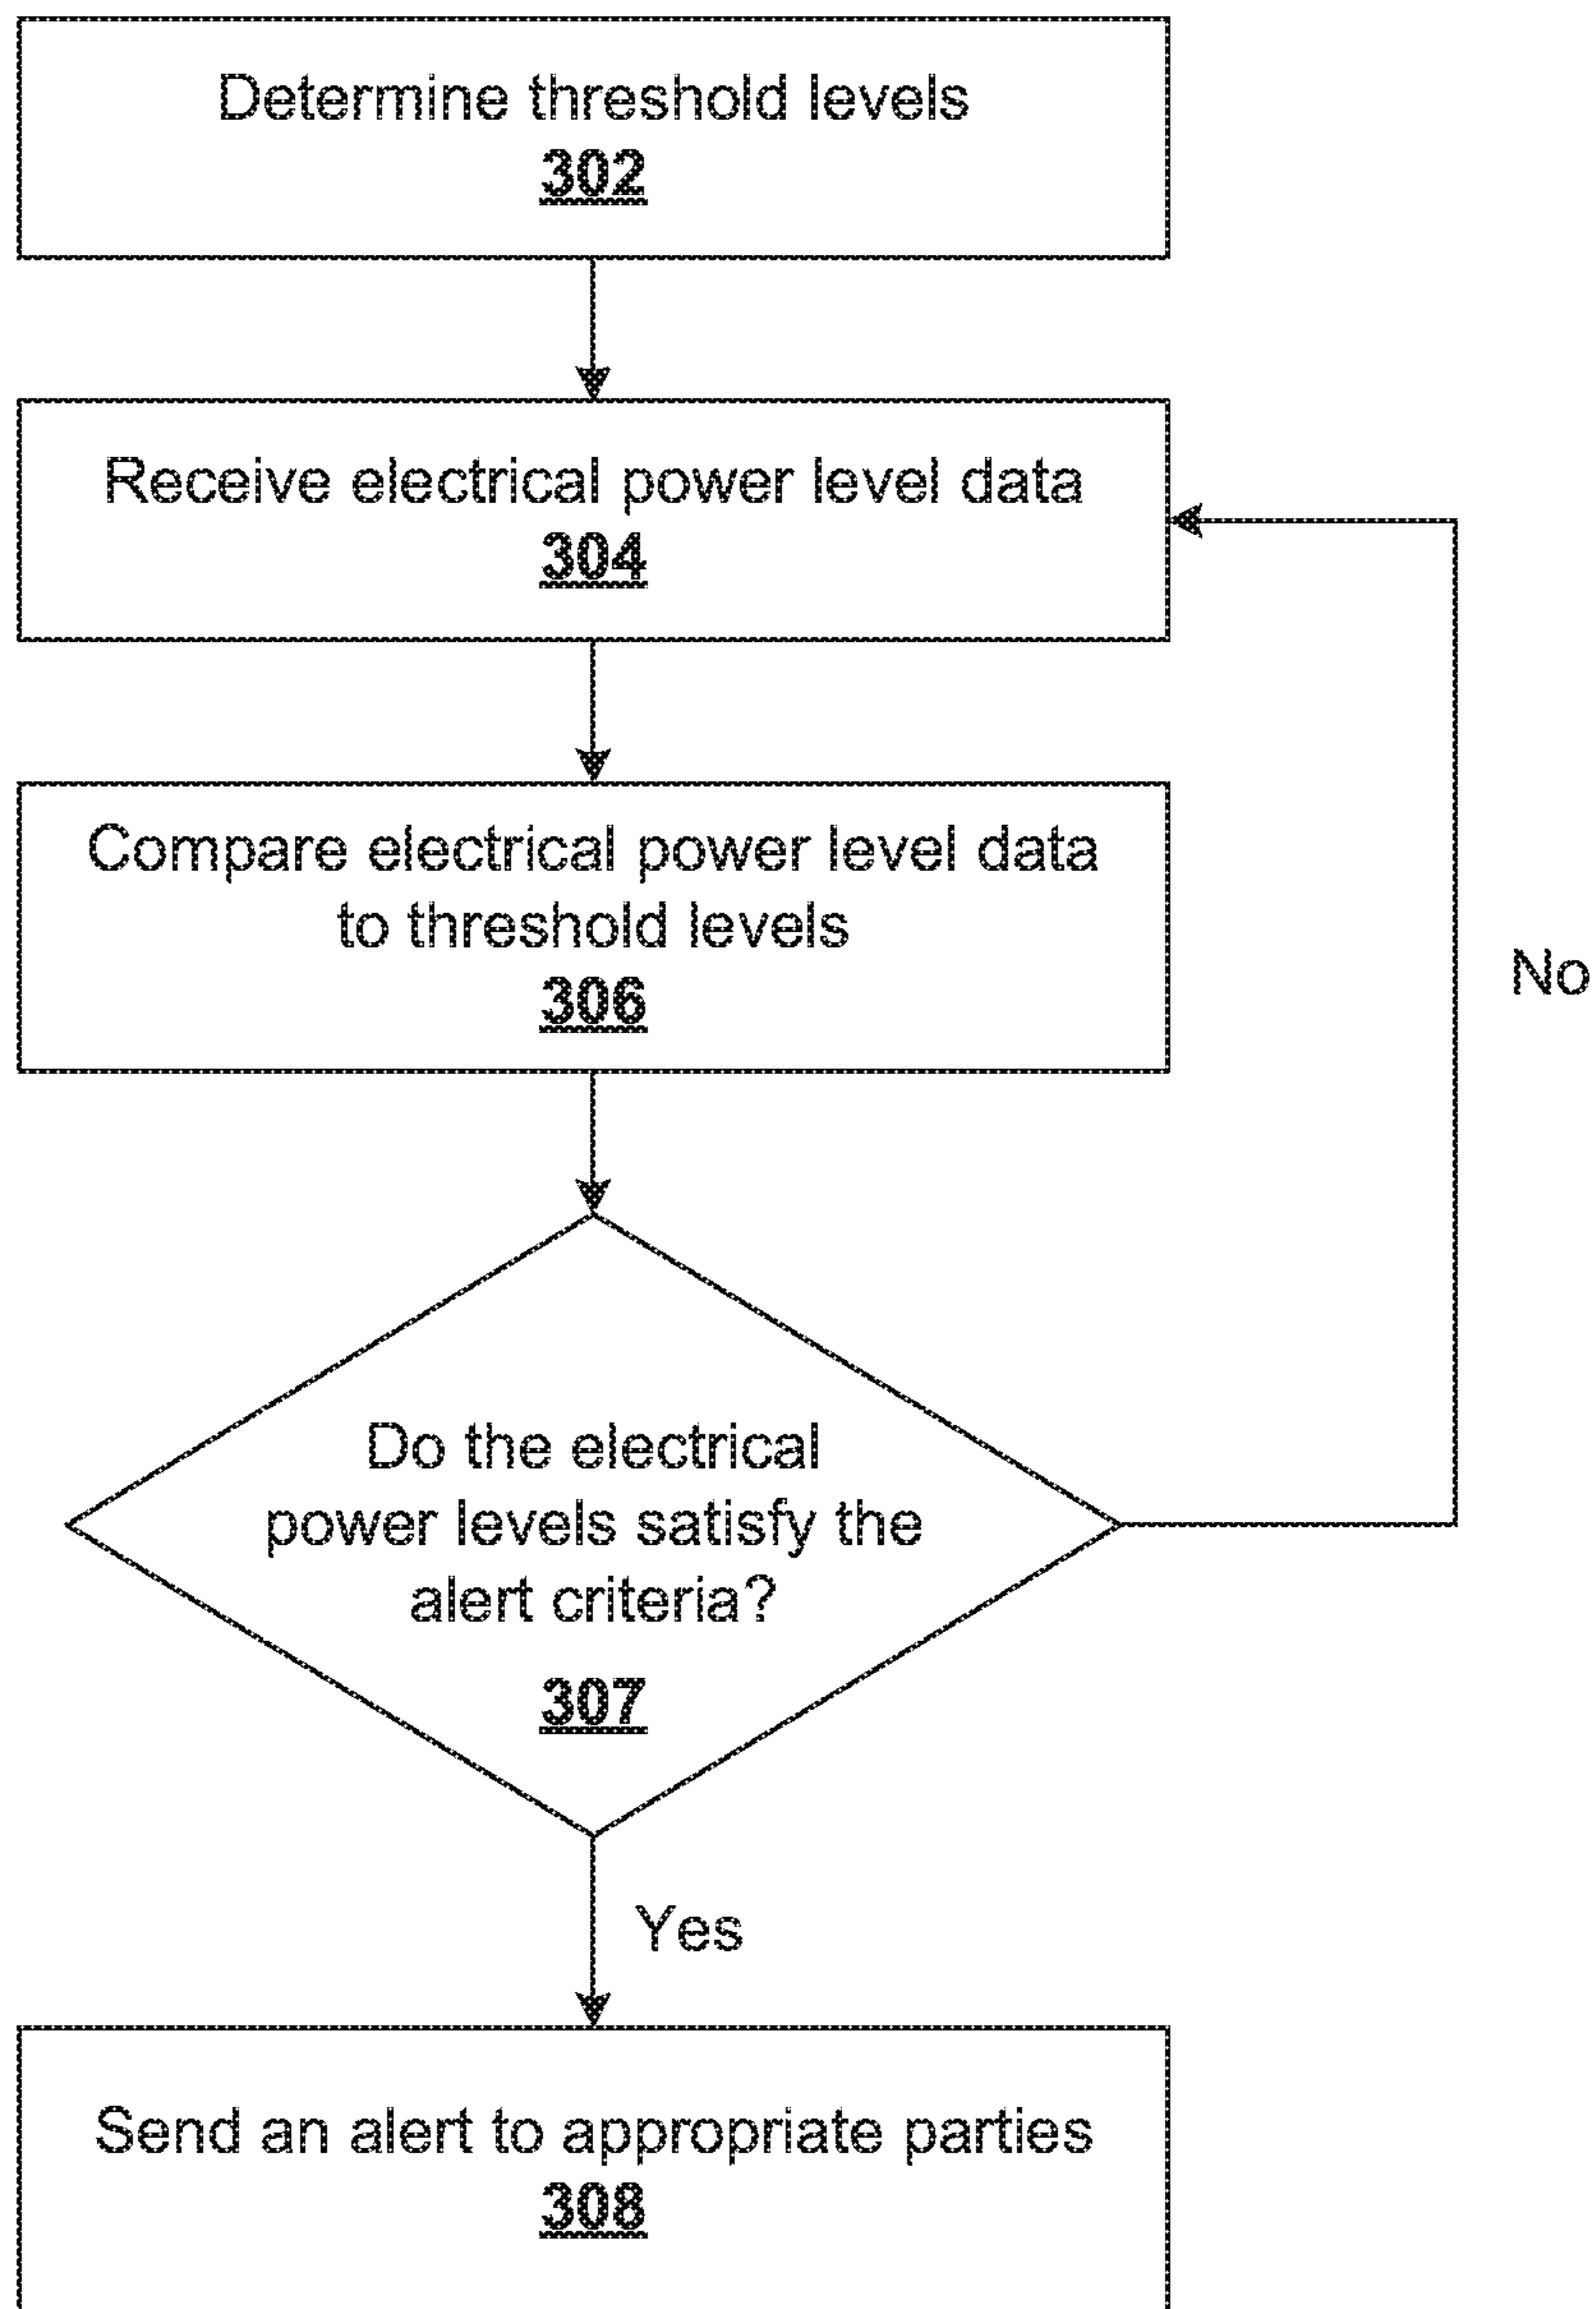 Determine threshold levels
302
Receive electrical power level data
304
Compare electrical power level data
to threshold levels
306
No
Do the electrical
power levels satisfy the
alert criteria?
307
Yes
Send an alert to appropriate parties
308